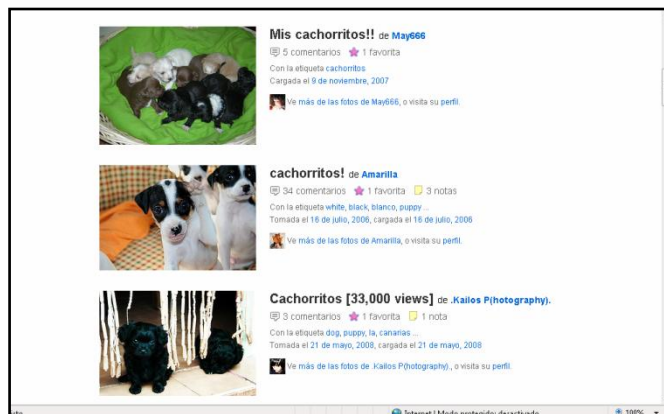 Mis cachorritos!! de May666
5 comentarios 1 favorita
Con la etiqueta cachorritos
Cargada el 9 de noviembre, 2007
Ve más de las fotos de May666, o visita su perfil.
cachorritos! de Amarilla
34 comentarios 1 favorita 3 notas
Con la etiqueta white, black, blanco, puppy ...
Tomada el 16 de julio, 2006, cargada el 16 de julio, 2006
Ve más de las fotos de Amarilla, o visita su perfil.
Cachorritos [33,000 views] de .Kailos P(hotography).
3 comentarios 1 favorita 1 nota
Con la etiqueta dog, puppy, la, canarias ...
Tomada el 21 de mayo, 2008, cargada el 21 de mayo, 2008
Ve más de las fotos de .Kailos P(hotography)., o visita su perfil.
Internet | Modo protegido: desactivado 100%